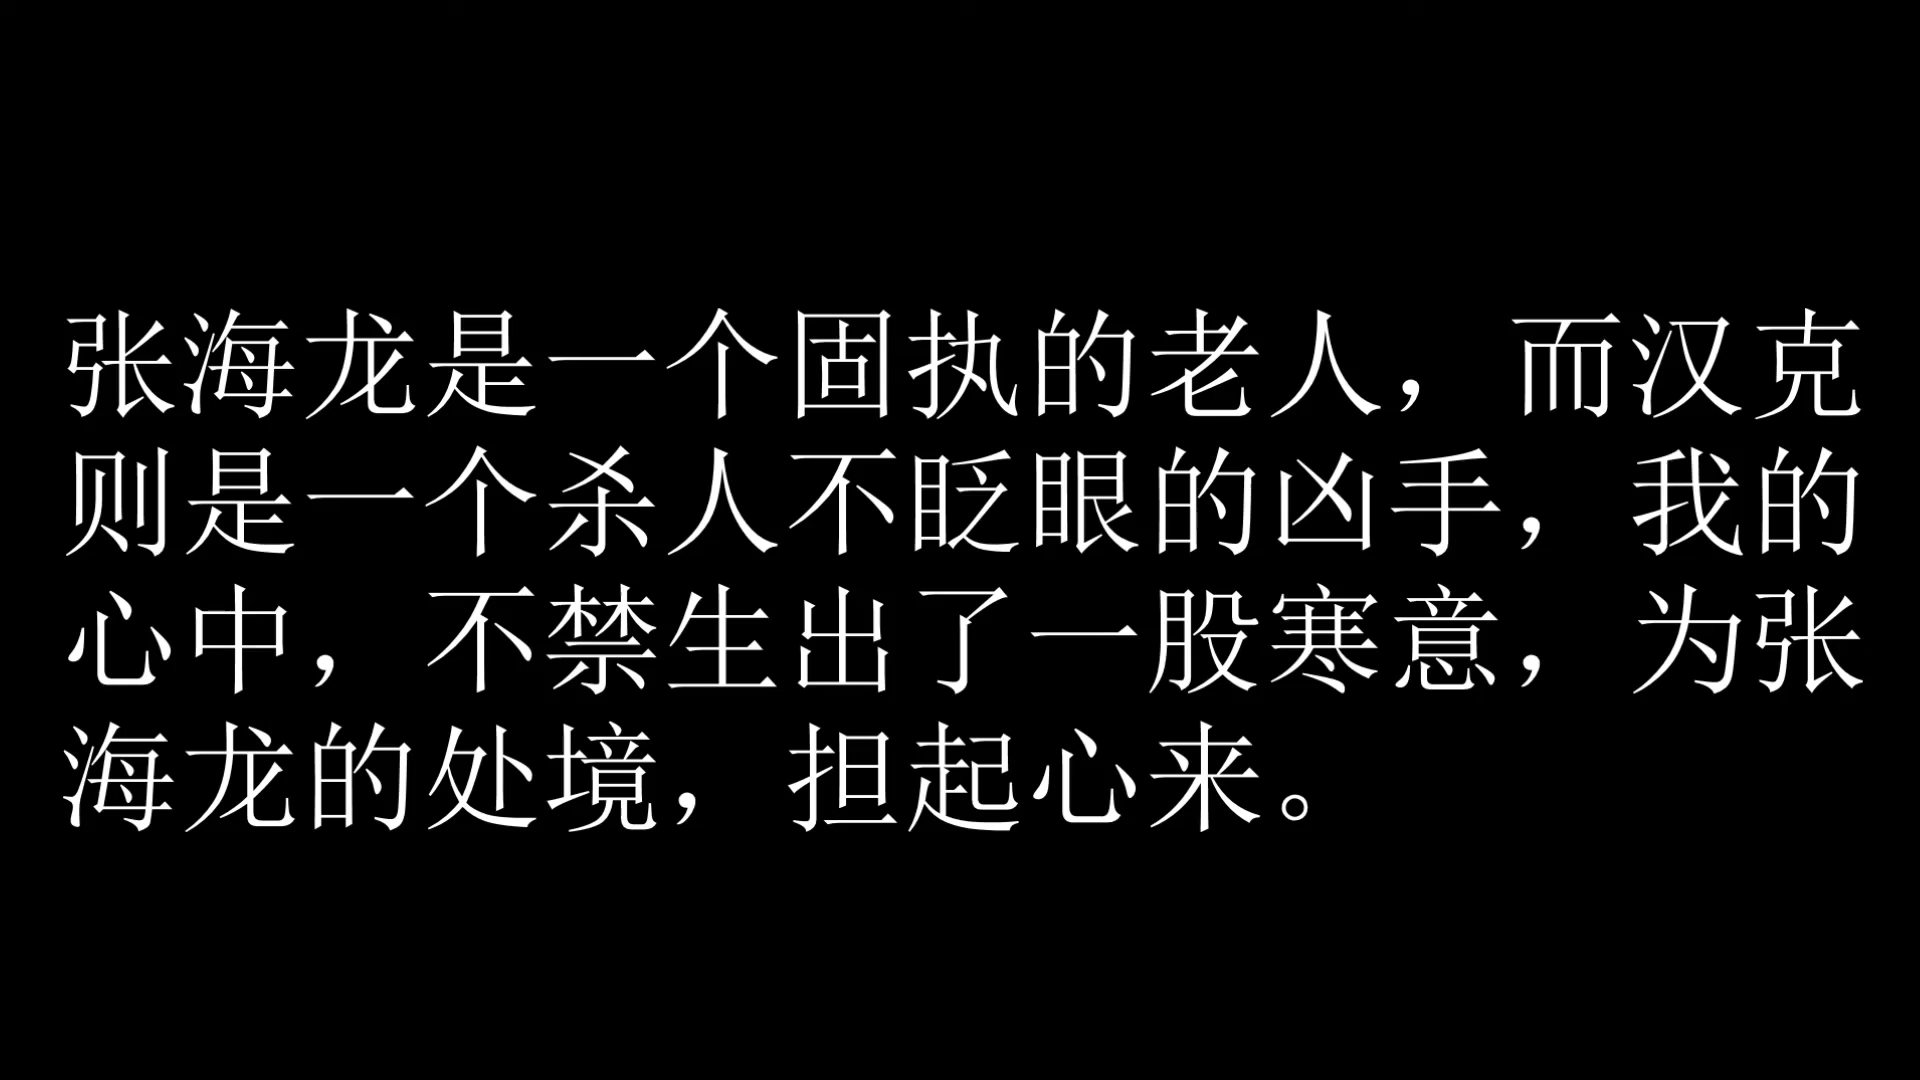 张海龙是一个固执的老人，而汉克
则是一个杀人不眨眼的凶手，我的
心中，不禁生出了一股寒意，为张
海龙的处境，担起心来。